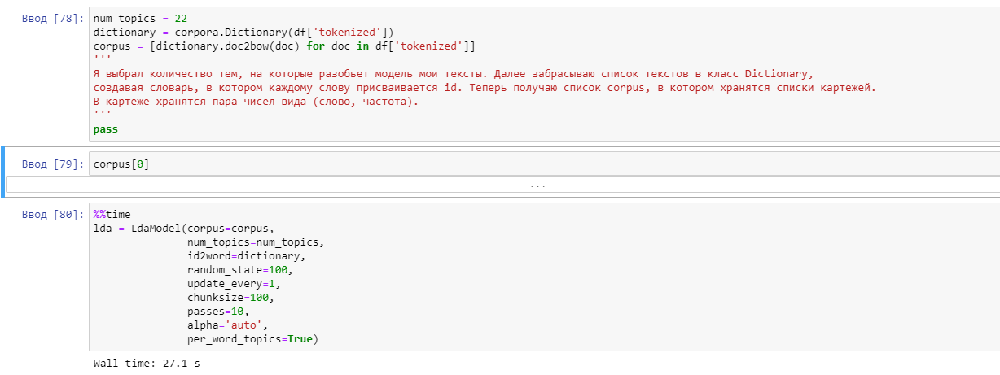 Ввод [78]: num_topics = 22
dictionary = corpora.Dictionary(df['tokenized'])
corpus = [dictionary.doc2bow(doc) for doc in df['tokenized']]
'''
Я выбрал количество тем, на которые разобьет модель мои тексты. Далее забрасываю список текстов в класс Dictionary,
создавая словарь, в котором каждому слову присваивается id. Теперь получаю список corpus, в котором хранятся списки картежей.
В картеже хранятся пара чисел вида (слово, частота).
'''
pass
Ввод [79]: corpus[0]
...
Ввод [80]: %%time
lda = LdaModel(corpus=corpus,
num_topics=num_topics,
id2word=dictionary,
random_state=100,
update_every=1,
chunksize=100,
passes=10,
alpha='auto',
per_word_topics=True)
Wall time: 27.1 s